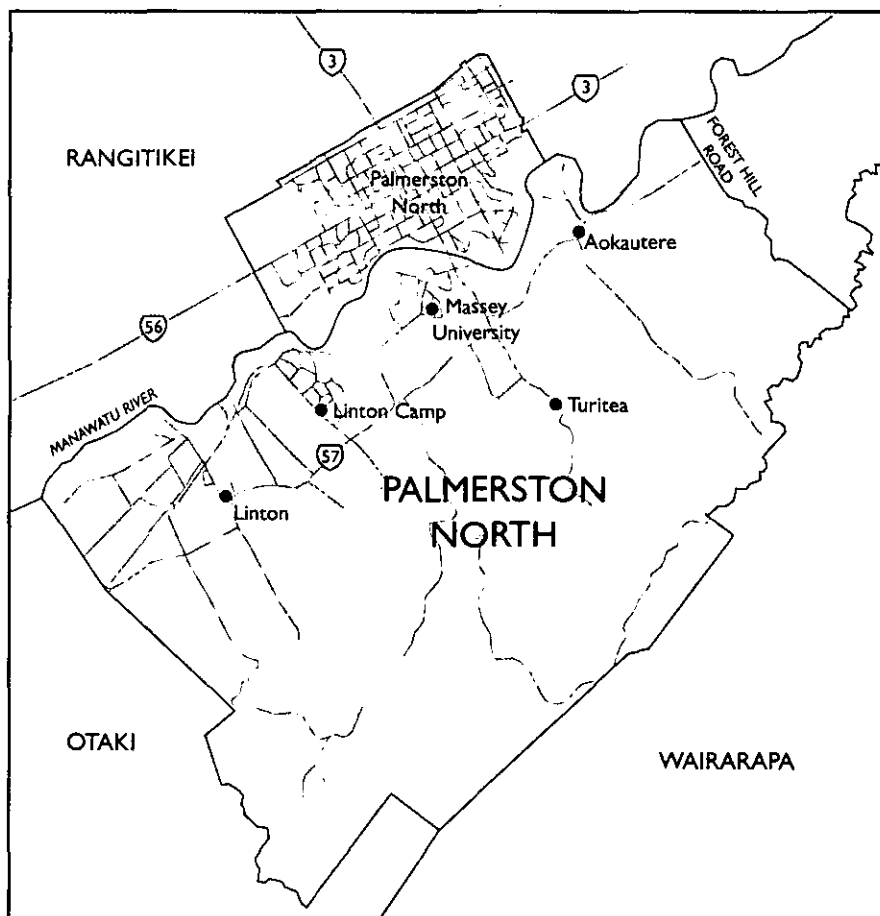 3
3
RANGITIKEI
FOREST HILL
ROAD
Palmerston
North
Aokautere
Massey
University
56
Linton Camp
Turitea
MANAWATU RIVER
57
PALMERSTON
NORTH
Linton
OTAKI
WAIRARAPA